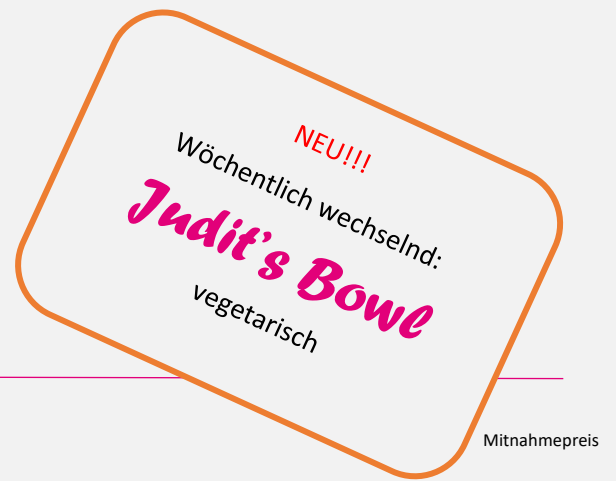 NEU!!!
Wöchentlich wechselnd:
Judit's Bowl
vegetarisch
Mitnahmepreis